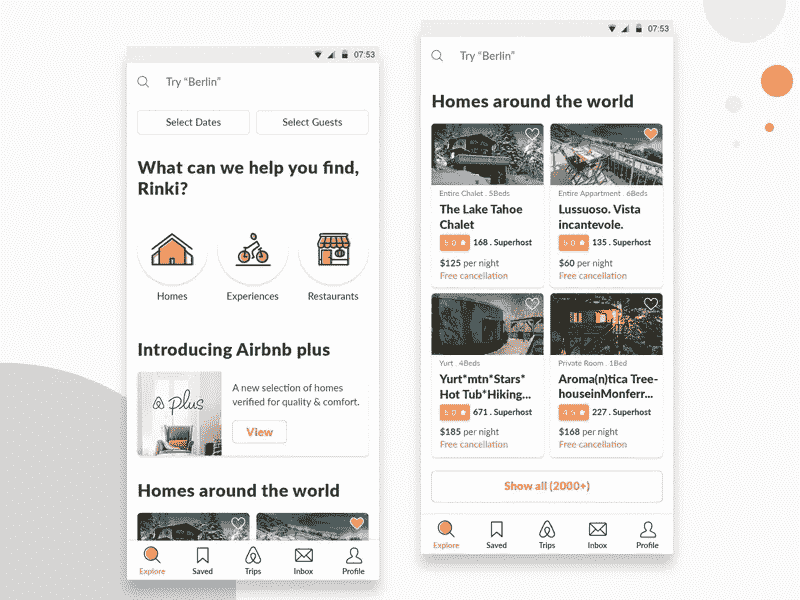 07:53
Try “Berlin”
Select Dates
Select Guests
What can we help you find,
Rinki?
Homes
Experiences
Restaurants
Introducing Airbnb plus
plus
A new selection of homes
verified for quality & comfort.
View
Homes around the world
Explore
Saved
Trips
Inbox
Profile
07:53
Try “Berlin”
Homes around the world
Entire Chalet . 5Beds
The Lake Tahoe
Chalet
5.0 168 . Superhost
$125 per night
Free cancellation
Entire Appartment . 6Beds
Lussuoso. Vista
incantevole.
5.0 135 . Superhost
$60 per night
Free cancellation
Yurt . 4Beds
Yurt*mtn*Stars*
Hot Tub*Hiking...
5.0 671 . Superhost
$185 per night
Free cancellation
Private Room . 1Bed
Aroma(n)tica Tree-
houseinMonferr...
4.5 227 . Superhost
$168 per night
Free cancellation
Show all (2000+)
Explore
Saved
Trips
Inbox
Profile